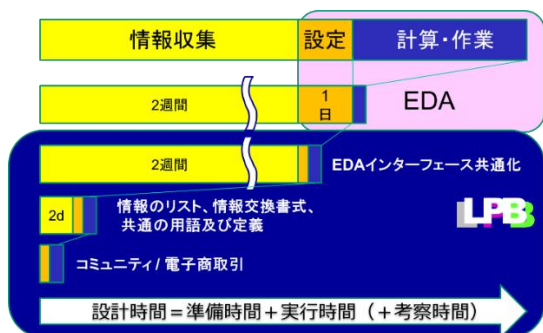 情報収集 設定 計算・作業
2週間 1日 EDA
2週間 EDAインターフェース共通化
2d 情報のリスト、情報交換書式、
共通の用語及び定義
LPB
コミュニティ/ 電子商取引
設計時間＝準備時間＋実行時間（＋考察時間）